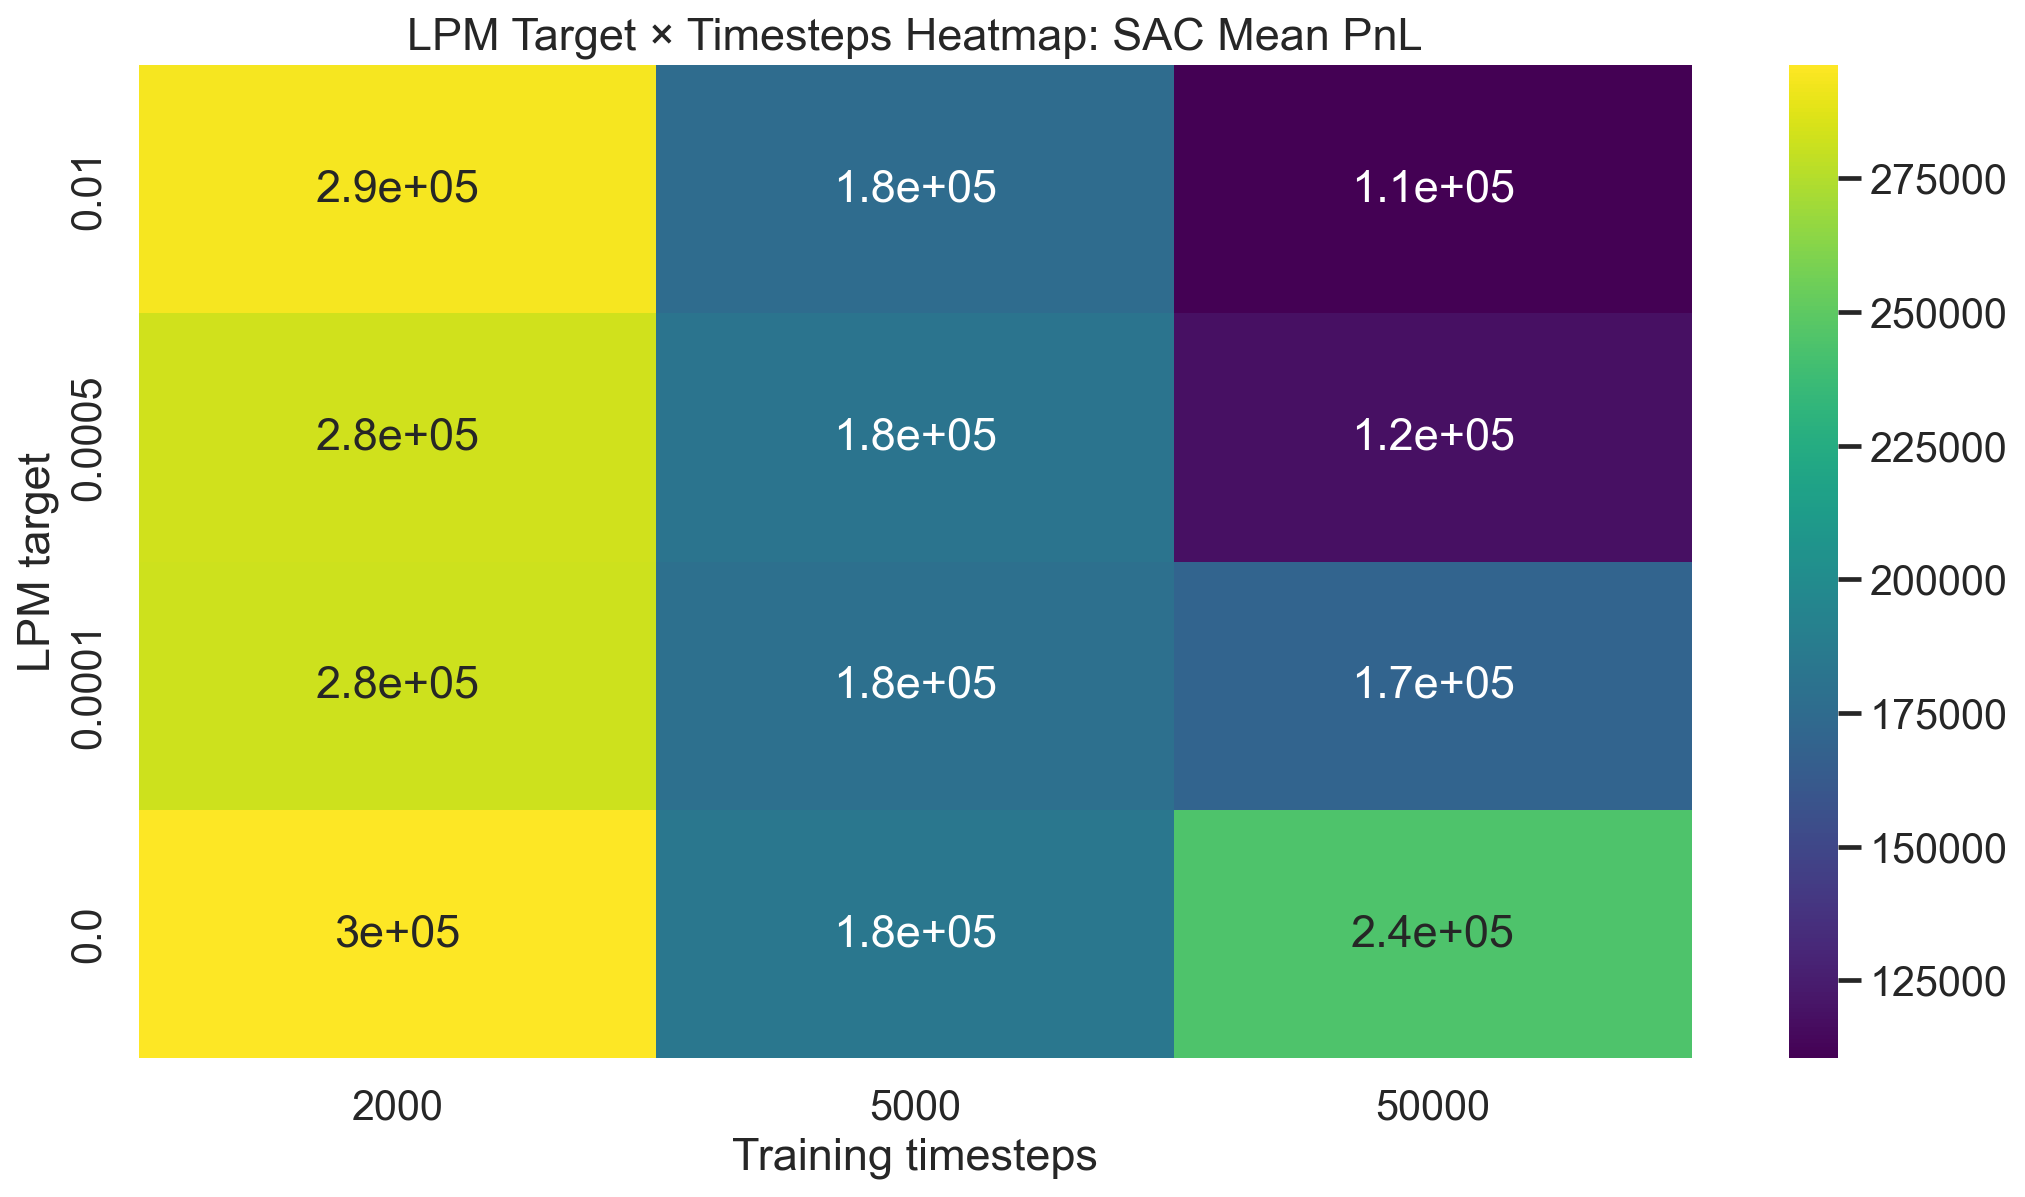 LPM Target × Timesteps Heatmap: SAC Mean PnL
LPM target
0.01
2.9e+05 1.8e+05 1.1e+05
0.0005
2.8e+05 1.8e+05 1.2e+05
0.0001
2.8e+05 1.8e+05 1.7e+05
0.0
3e+05 1.8e+05 2.4e+05
2000 5000 50000
Training timesteps
275000
250000
225000
200000
175000
150000
125000